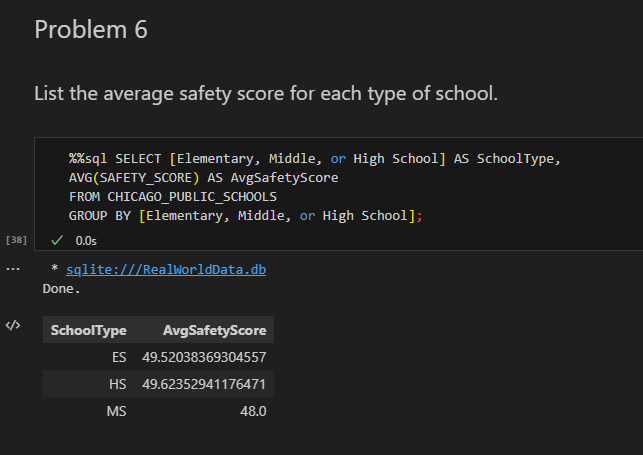 Problem 6
List the average safety score for each type of school.
%%sql SELECT [Elementary, Middle, or High School] AS SchoolType,
AVG(SAFETY_SCORE) AS AvgSafetyScore
FROM CHICAGO_PUBLIC_SCHOOLS
GROUP BY [Elementary, Middle, or High School];
[38] ✓ 0.0s
... * sqlite:///RealWorldData.db
Done.
</> SchoolType AvgSafetyScore
ES 49.52038369304557
HS 49.62352941176471
MS 48.0